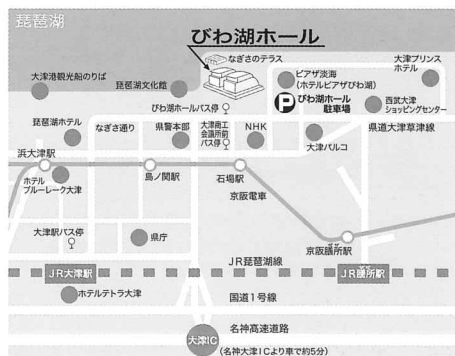 琵琶湖
びわ湖ホール
なぎさのテラス
大津港観光船のりば
琵琶湖文化館
ピアザ淡海
(ホテルピアザびわ湖)
大津プリンス
ホテル
びわ湖ホールバス停
P びわ湖ホール
駐車場
西武大津
ショッピングセンター
琵琶湖ホテル
なぎさ通り
県警本部
大津商工
会議所前
バス停
NHK
大津パルコ
県道大津草津線
浜大津駅
ホテル
ブルーレーク大津
島ノ関駅
石場駅
京阪電車
大津駅バス停
県庁
京阪膳所駅
JR琵琶湖線
JR大津駅
JR膳所駅
ホテルテトラ大津
国道1号線
名神高速道路
大津IC
(名神大津ICより車で約5分)